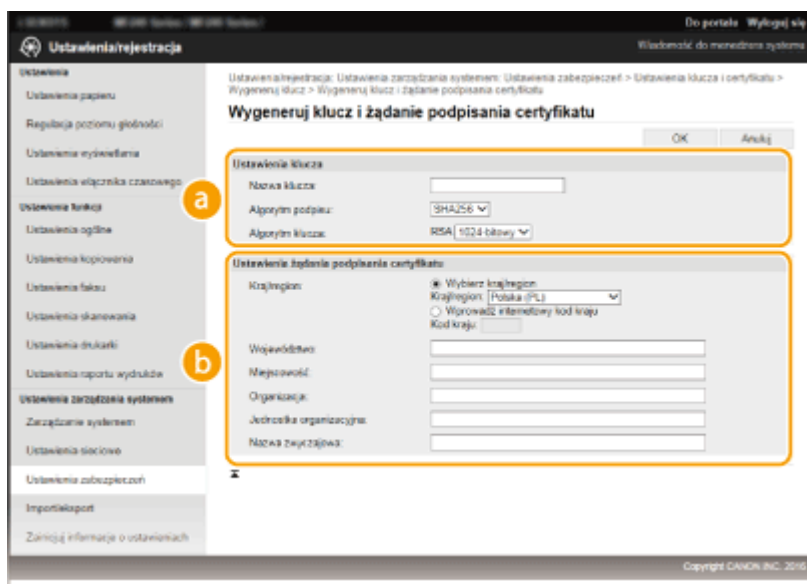 Do portalu Wyloguj się
Ustawienia/rejestracja
Wiadomość do menedżera systemu
Ustawienia
Ustawienia papieru
Regulacja poziomu głośności
Ustawienia wyświetlania
Ustawienia włącznika czasowego
Ustawienia funkcji
Ustawienia ogólne
Ustawienia kopiowania
Ustawienia faksu
Ustawienia skanowania
Ustawienia drukarki
Ustawienia raportu wydruków
Ustawienia zarządzania systemem
Zarządzanie systemem
Ustawienia sieciowe
Ustawienia zabezpieczeń
Import/eksport
Zainicjuj informacje o ustawieniach
Ustawienia/rejestracja: Ustawienia zarządzania systemem: Ustawienia zabezpieczeń > Ustawienia klucza i certyfikatu >
Wygeneruj klucz > Wygeneruj klucz i żądanie podpisania certyfikatu
Wygeneruj klucz i żądanie podpisania certyfikatu
OK Anuluj
a
Ustawienia klucza
Nazwa klucza:
Algorytm podpisu: SHA256
Algorytm klucza: RSA 1024-bitowy
b
Ustawienia żądania podpisania certyfikatu
Kraj/region: Wybierz kraj/region
Kraj/region: Polska (PL)
Wprowadź internetowy kod kraju
Kod kraju:
Województwo:
Miejscowość:
Organizacja:
Jednostka organizacyjna:
Nazwa zwyczajowa:
Copyright CANON INC. 2016